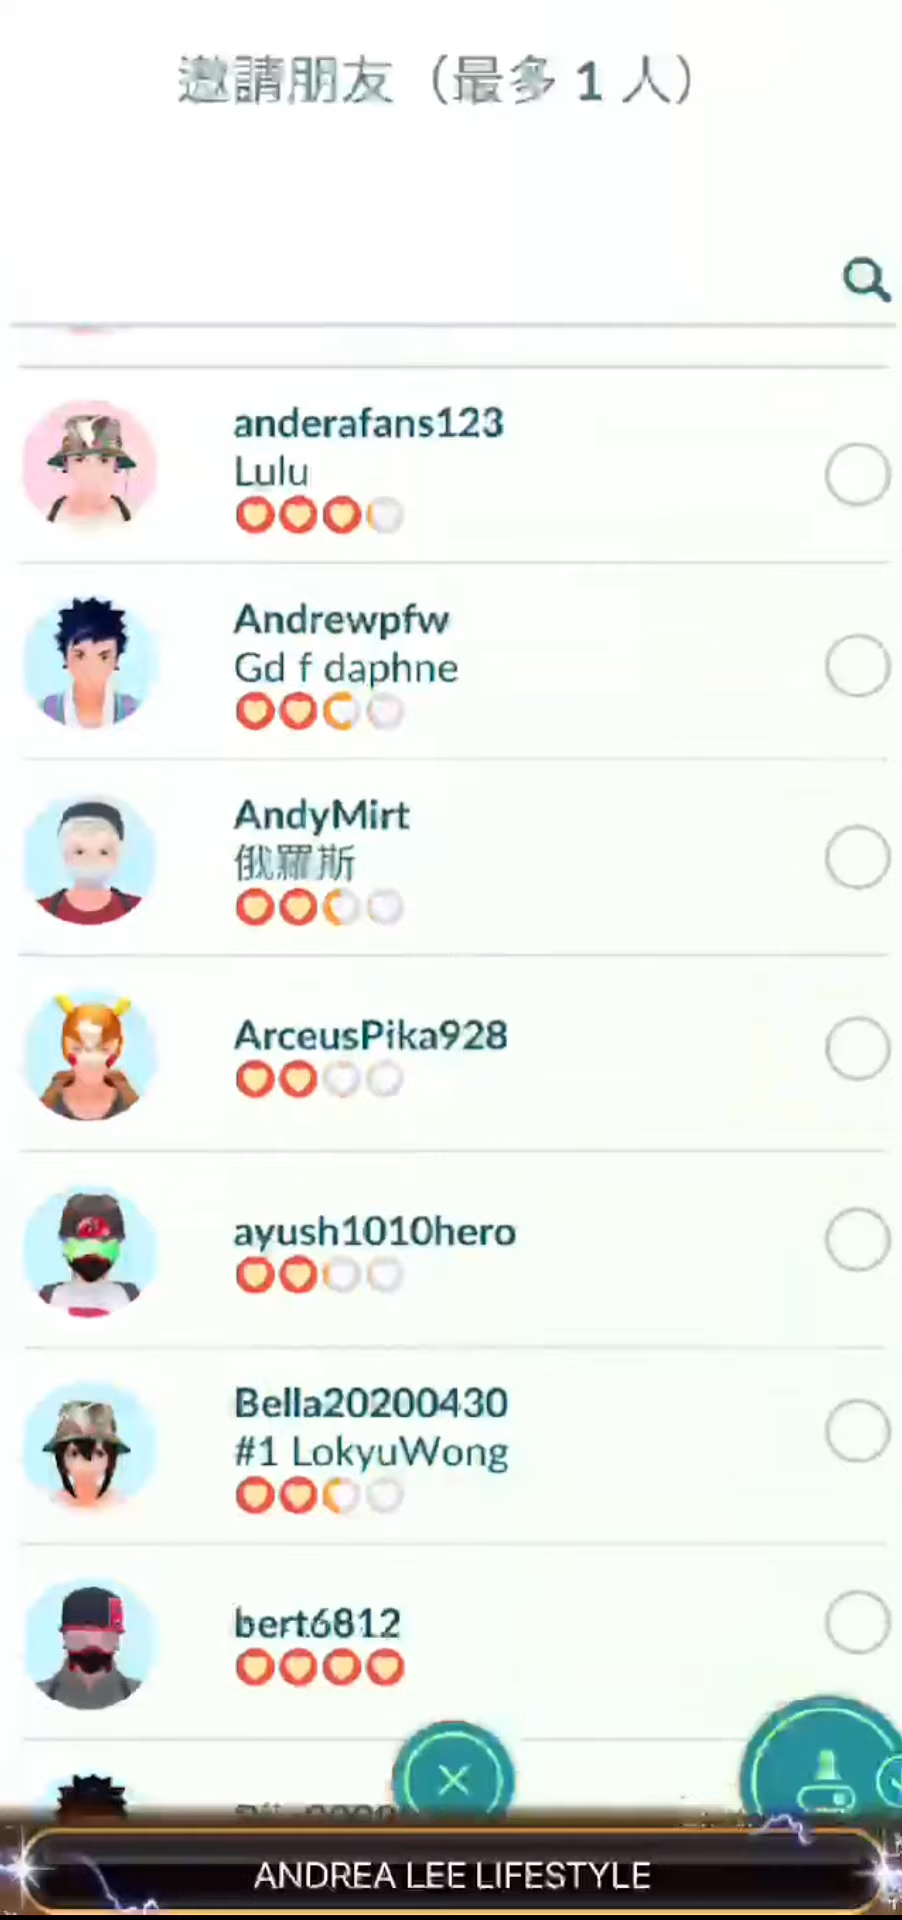 邀請朋友（最多 1 人）
anderafans123
Lulu
Andrewpfw
Gd f daphne
AndyMirt
俄羅斯
ArceusPika928
ayush1010hero
Bella20200430
#1 LokyuWong
bert6812
ANDREA LEE LIFESTYLE